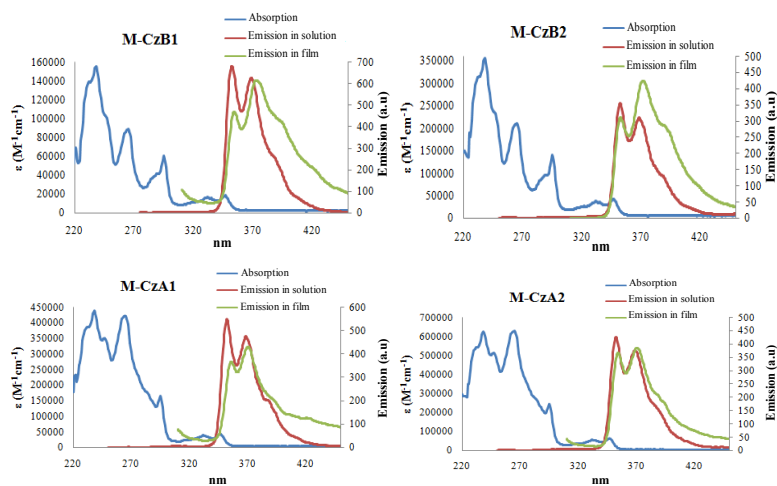 M-CzB1
Absorption
Emission in solution
Emission in film
ε (M⁻¹cm⁻¹)
160000
140000
120000
100000
80000
60000
40000
20000
0
700
600
500
400
300
200
100
0
Emission (a.u)
220 270 320 370 420
nm
M-CzB2
Absorption
Emission in solution
Emission in film
ε (M⁻¹cm⁻¹)
350000
300000
250000
200000
150000
100000
50000
0
500
450
400
350
300
250
200
150
100
50
0
Emission (a.u)
220 270 320 370 420
nm
M-CzA1
Absorption
Emission in solution
Emission in film
ε (M⁻¹cm⁻¹)
450000
400000
350000
300000
250000
200000
150000
100000
50000
0
600
500
400
300
200
100
0
Emission (a.u)
220 270 320 370 420
nm
M-CzA2
Absorption
Emission in solution
Emission in film
ε (M⁻¹cm⁻¹)
700000
600000
500000
400000
300000
200000
100000
0
500
450
400
350
300
250
200
150
100
50
0
Emission (a.u)
220 270 320 370 420
nm